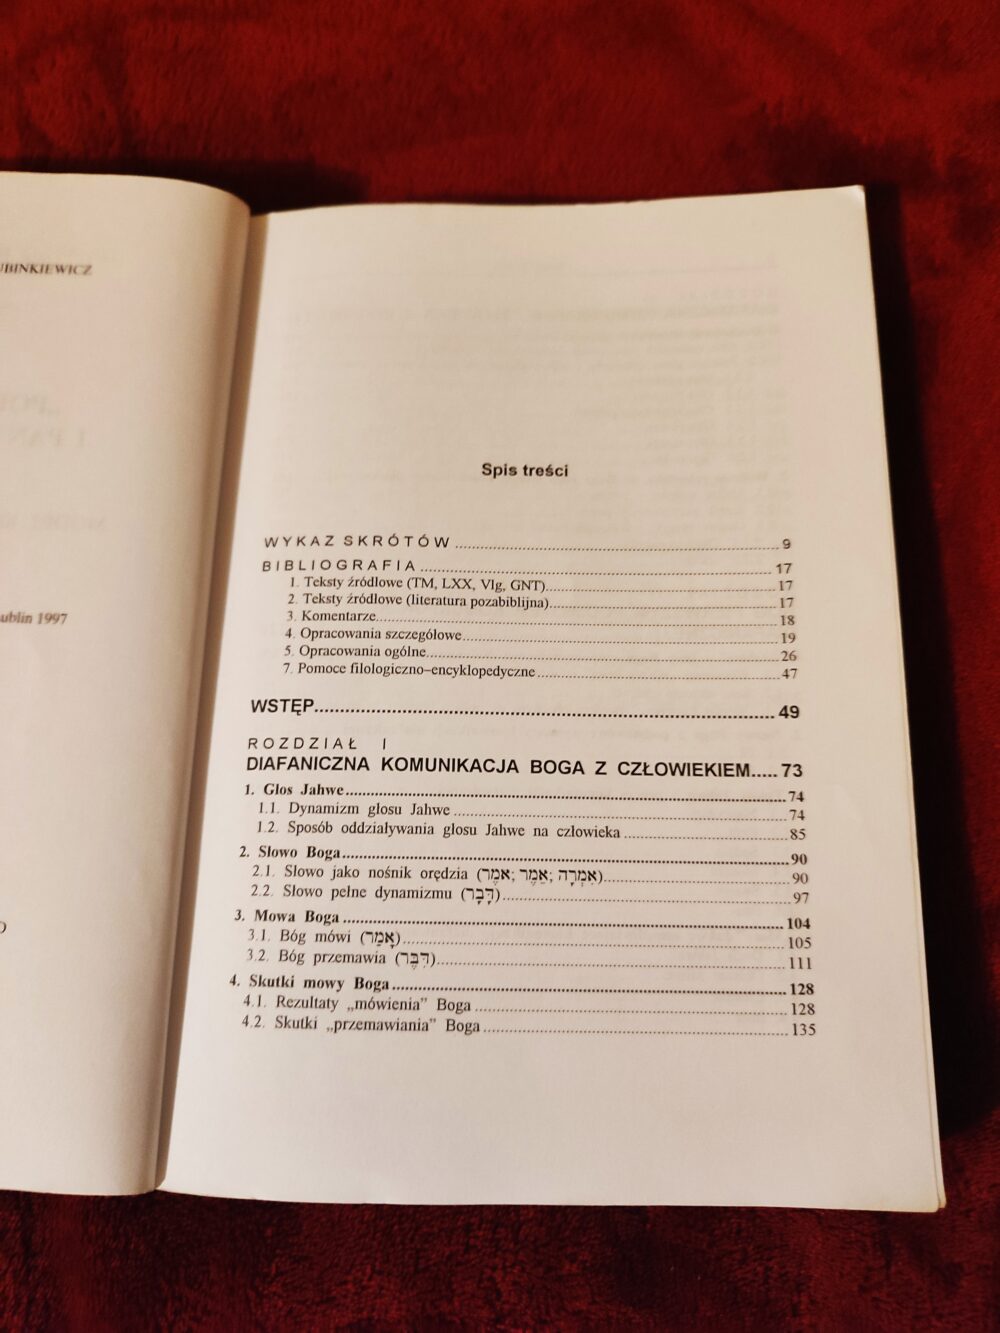 Lublin 1997
Spis treści
WYKAZ SKRÓTÓW 9
BIBLIOGRAFIA 17
1. Teksty źródłowe (TM, LXX, Vlg, GNT) 17
2. Teksty źródłowe (literatura pozabiblijna) 17
3. Komentarze 18
4. Opracowania szczegółowe 19
5. Opracowania ogólne 26
7. Pomoce filologiczno–encyklopedyczne 47
WSTĘP 49
ROZDZIAŁ I
DIAFANICZNA KOMUNIKACJA BOGA Z CZŁOWIEKIEM 73
1. Głos Jahwe 74
1.1. Dynamizm głosu Jahwe 74
1.2. Sposób oddziaływania głosu Jahwe na człowieka 85
2. Słowo Boga 90
2.1. Słowo jako nośnik orędzia (אִמְרָה; אֵמֶר; אֹמֶר) 90
2.2. Słowo pełne dynamizmu (דָּבָר) 97
3. Mowa Boga 104
3.1. Bóg mówi (אָמַר) 105
3.2. Bóg przemawia (דִּבֶּר) 111
4. Skutki mowy Boga 128
4.1. Rezultaty „mówienia” Boga 128
4.2. Skutki „przemawiania” Boga 135